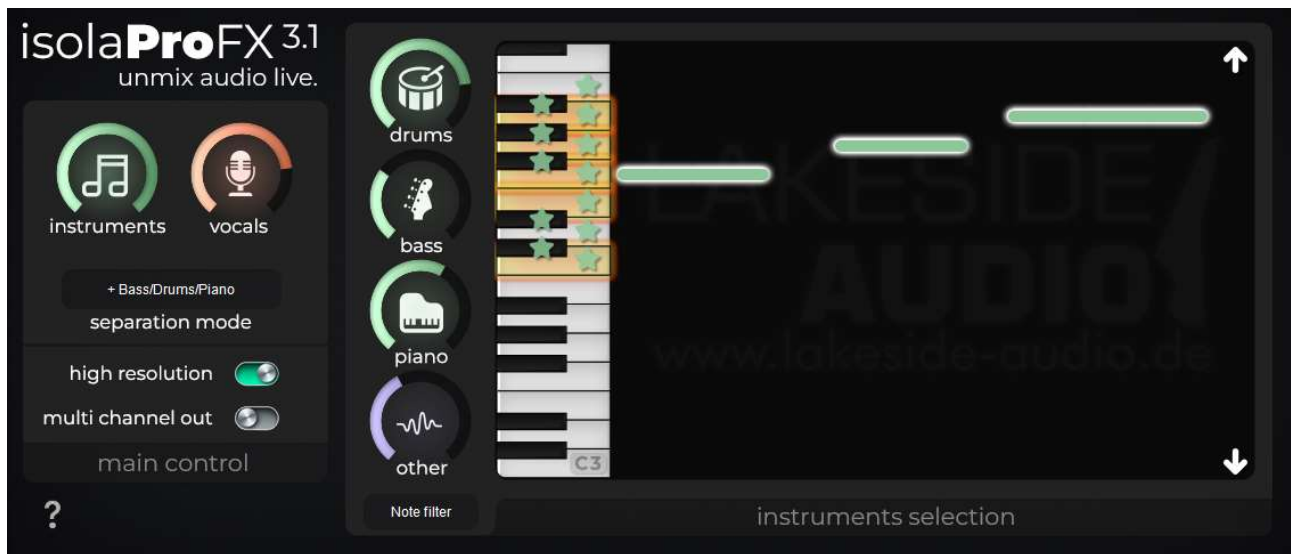 isolaProFX 3.1
unmix audio live.
instruments
vocals
+ Bass/Drums/Piano
separation mode
high resolution
multi channel out
main control
?
drums
bass
piano
other
Note filter
C3
LAKESIDE
AUDIO
www.lakeside-audio.de
instruments selection